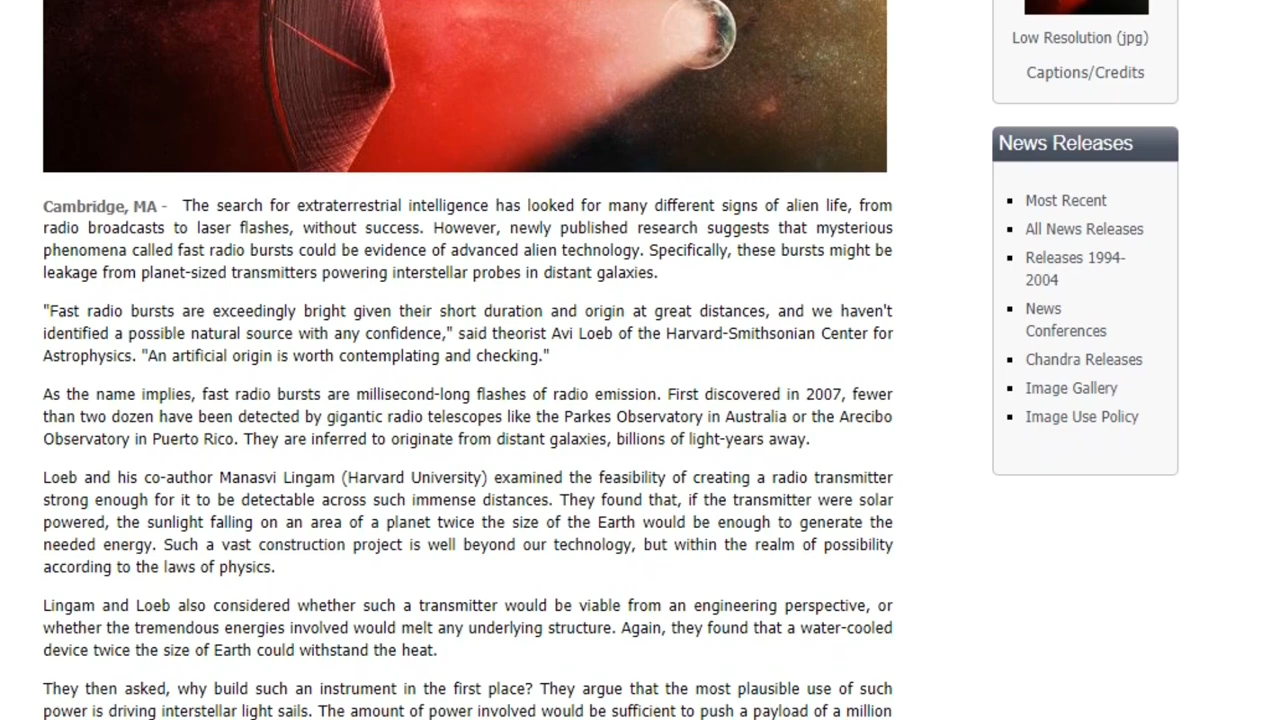 Low Resolution (jpg)
Captions/Credits
News Releases
Most Recent
All News Releases
Releases 1994-
2004
News
Conferences
Chandra Releases
Image Gallery
Image Use Policy
Cambridge, MA - The search for extraterrestrial intelligence has looked for many different signs of alien life, from
radio broadcasts to laser flashes, without success. However, newly published research suggests that mysterious
phenomena called fast radio bursts could be evidence of advanced alien technology. Specifically, these bursts might be
leakage from planet-sized transmitters powering interstellar probes in distant galaxies.
"Fast radio bursts are exceedingly bright given their short duration and origin at great distances, and we haven't
identified a possible natural source with any confidence," said theorist Avi Loeb of the Harvard-Smithsonian Center for
Astrophysics. "An artificial origin is worth contemplating and checking."
As the name implies, fast radio bursts are millisecond-long flashes of radio emission. First discovered in 2007, fewer
than two dozen have been detected by gigantic radio telescopes like the Parkes Observatory in Australia or the Arecibo
Observatory in Puerto Rico. They are inferred to originate from distant galaxies, billions of light-years away.
Loeb and his co-author Manasvi Lingam (Harvard University) examined the feasibility of creating a radio transmitter
strong enough for it to be detectable across such immense distances. They found that, if the transmitter were solar
powered, the sunlight falling on an area of a planet twice the size of the Earth would be enough to generate the
needed energy. Such a vast construction project is well beyond our technology, but within the realm of possibility
according to the laws of physics.
Lingam and Loeb also considered whether such a transmitter would be viable from an engineering perspective, or
whether the tremendous energies involved would melt any underlying structure. Again, they found that a water-cooled
device twice the size of Earth could withstand the heat.
They then asked, why build such an instrument in the first place? They argue that the most plausible use of such
power is driving interstellar light sails. The amount of power involved would be sufficient to push a payload of a million